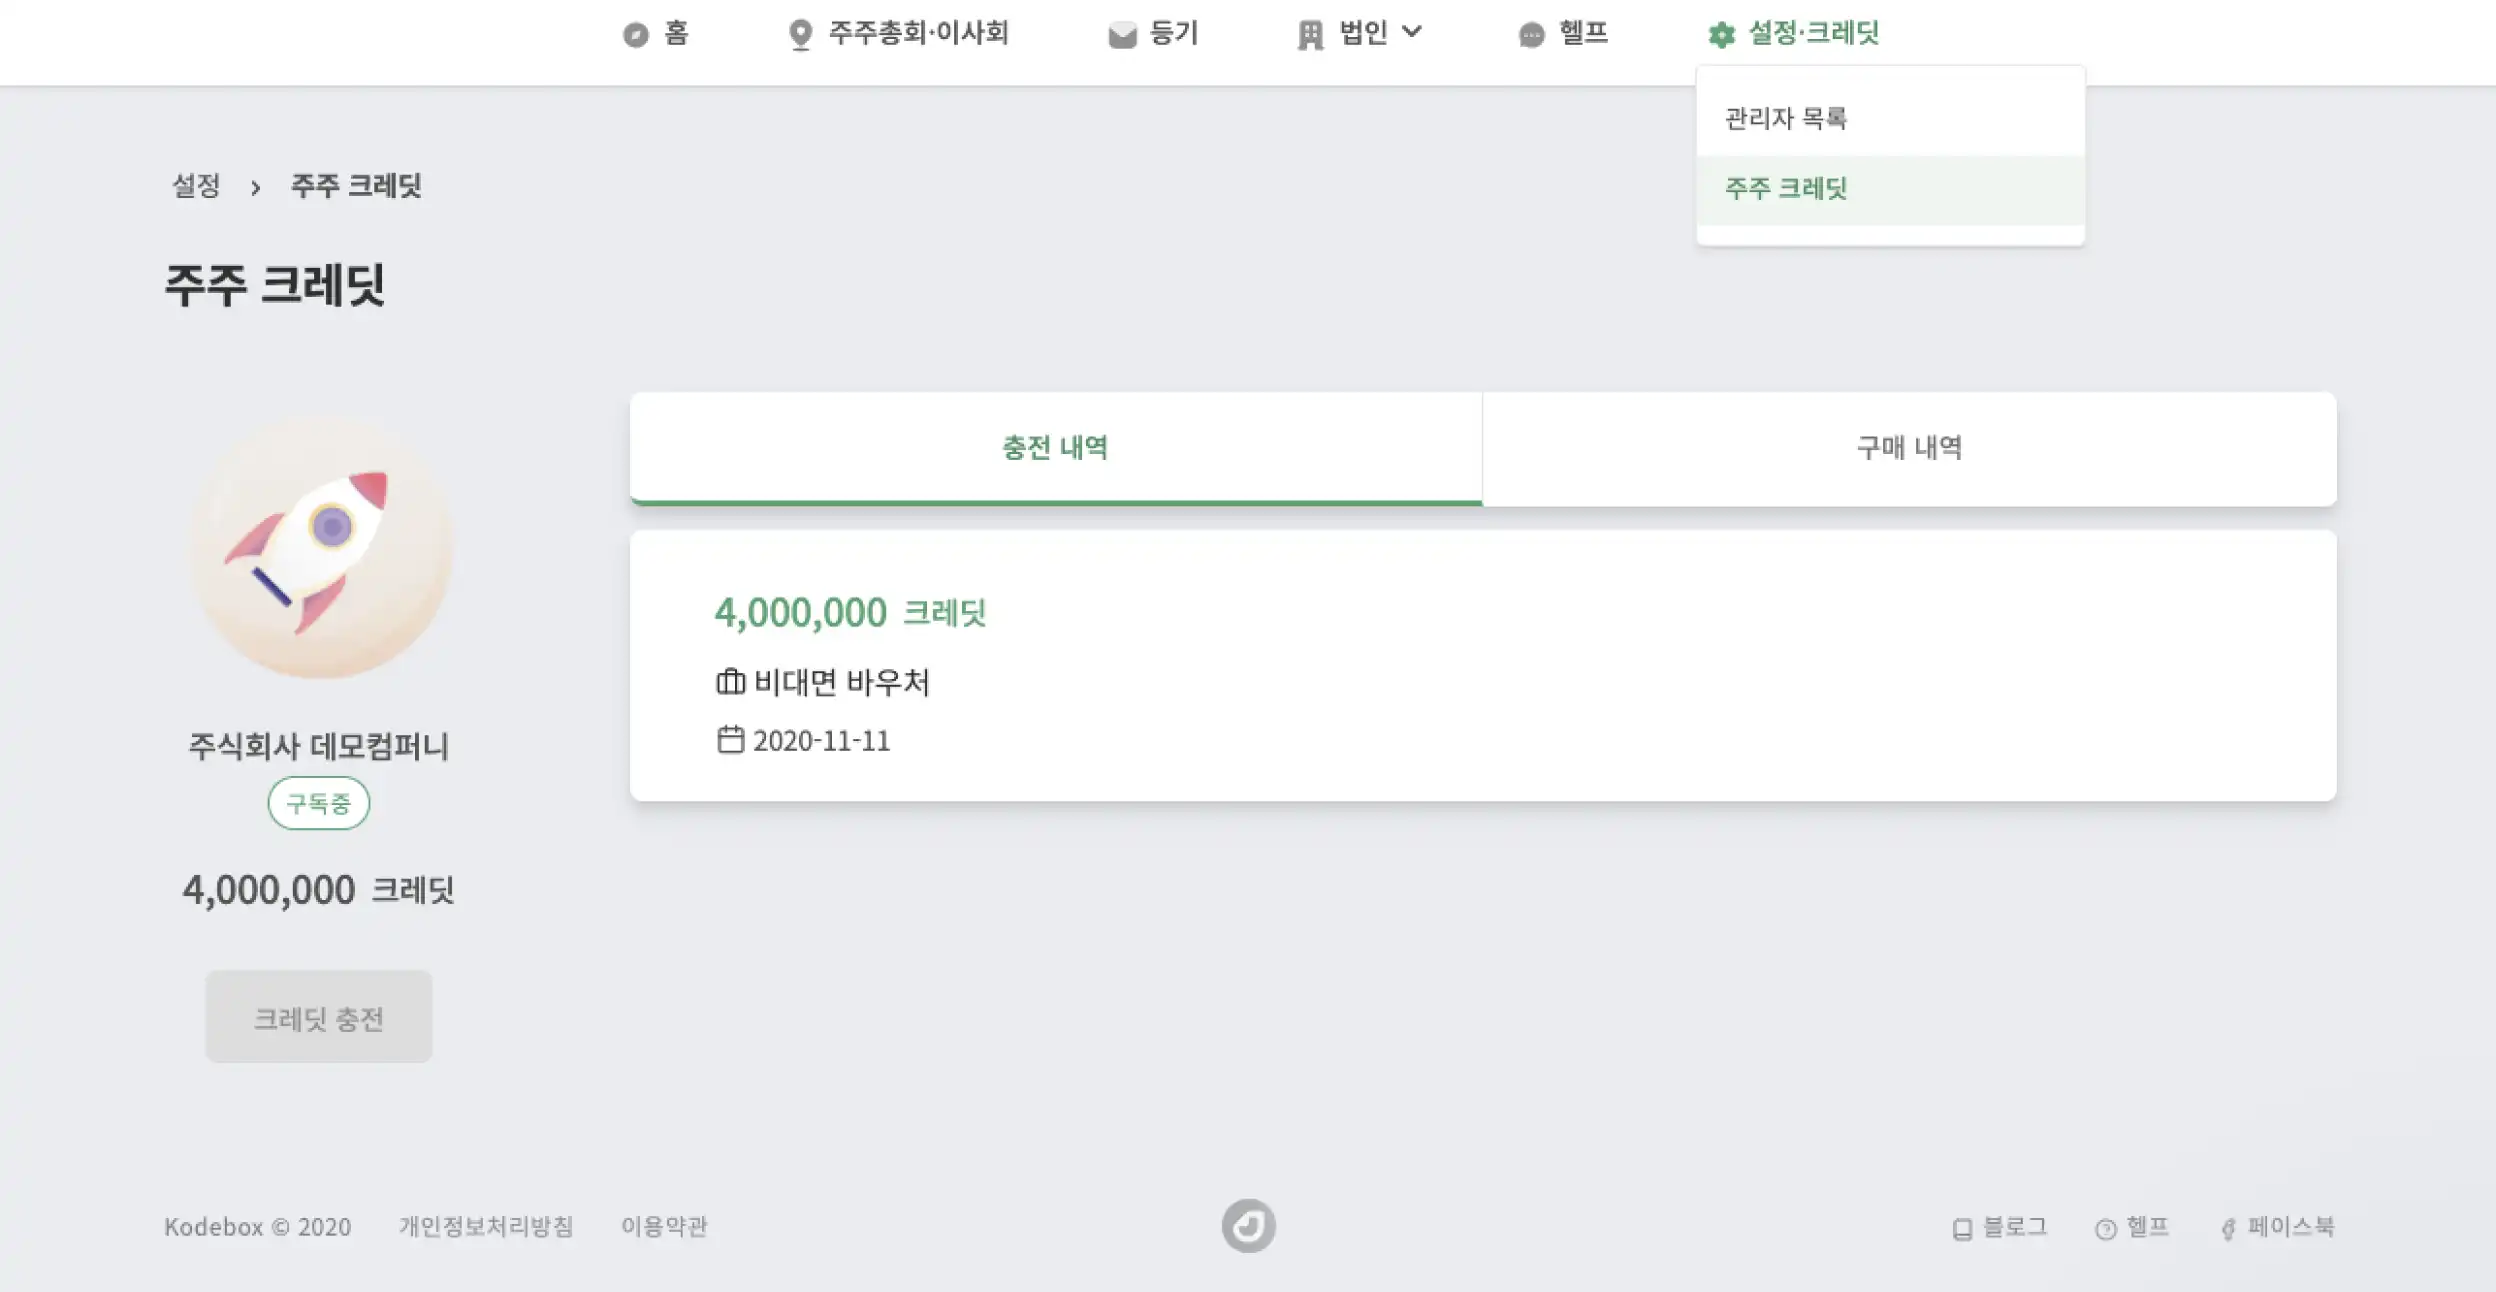 홈 주주총회·이사회 등기 법인 헬프 설정·크레딧
관리자 목록
주주 크레딧
설정 > 주주 크레딧
주주 크레딧
충전 내역 구매 내역
4,000,000 크레딧
비대면 바우처
2020-11-11
주식회사 데모컴퍼니
구독중
4,000,000 크레딧
크레딧 충전
Kodebox © 2020 개인정보처리방침 이용약관 블로그 헬프 페이스북